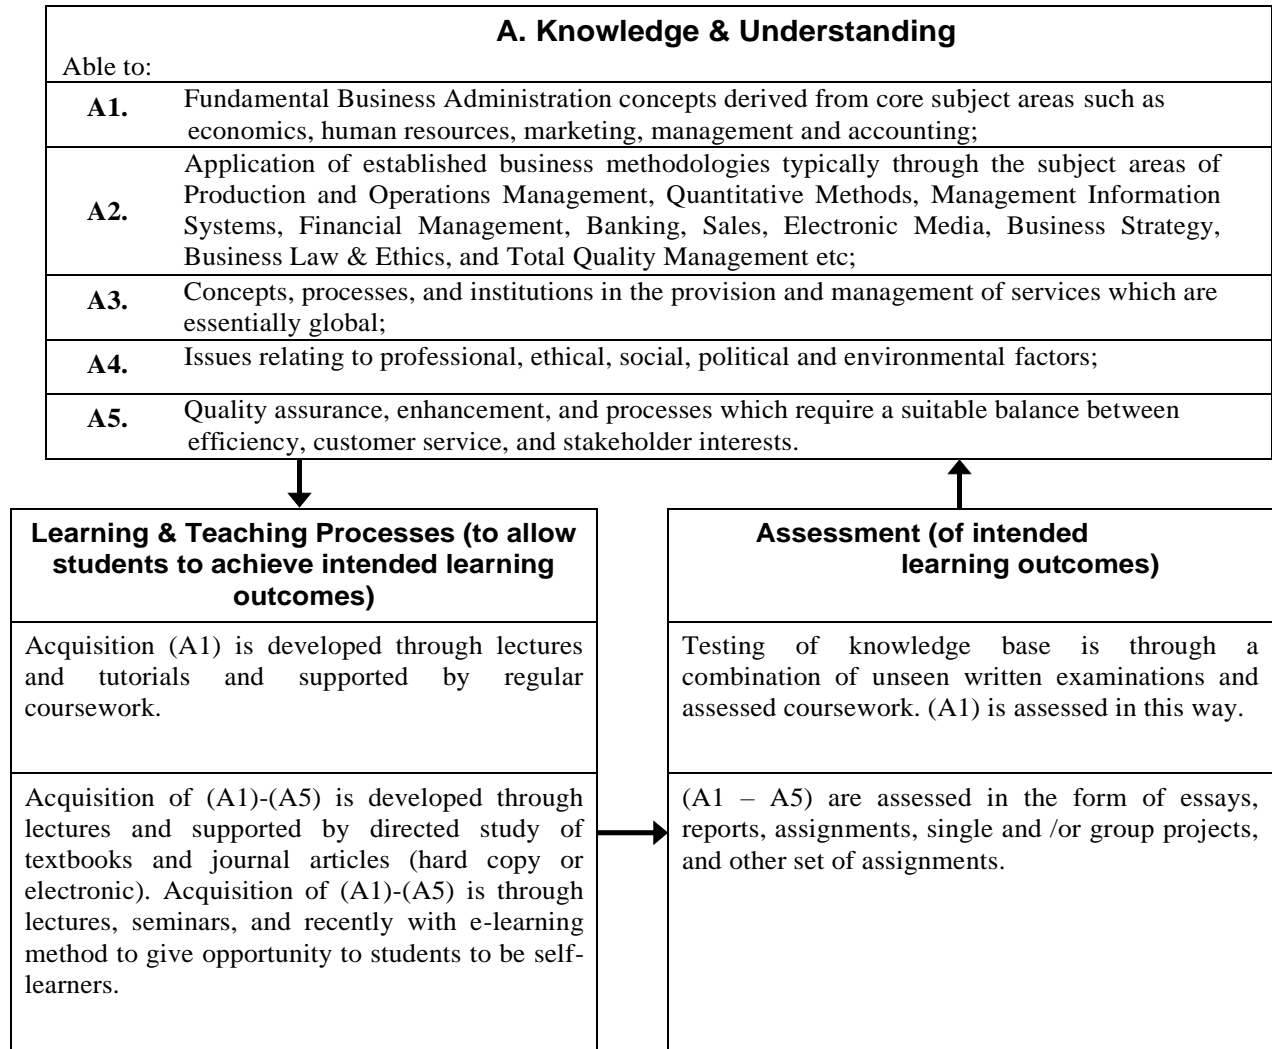 A. Knowledge & Understanding
Able to:
A1.
Fundamental Business Administration concepts derived from core subject areas such as
economics, human resources, marketing, management and accounting;
A2.
Application of established business methodologies typically through the subject areas of
Production and Operations Management, Quantitative Methods, Management Information
Systems, Financial Management, Banking, Sales, Electronic Media, Business Strategy,
Business Law & Ethics, and Total Quality Management etc;
A3.
Concepts, processes, and institutions in the provision and management of services which are
essentially global;
A4.
Issues relating to professional, ethical, social, political and environmental factors;
A5.
Quality assurance, enhancement, and processes which require a suitable balance between
efficiency, customer service, and stakeholder interests.
Learning & Teaching Processes (to allow
students to achieve intended learning
outcomes)
Acquisition (A1) is developed through lectures
and tutorials and supported by regular
coursework.
Acquisition of (A1)-(A5) is developed through
lectures and supported by directed study of
textbooks and journal articles (hard copy or
electronic). Acquisition of (A1)-(A5) is through
lectures, seminars, and recently with e-learning
method to give opportunity to students to be self-
learners.
Assessment (of intended
learning outcomes)
Testing of knowledge base is through a
combination of unseen written examinations and
assessed coursework. (A1) is assessed in this way.
(A1 – A5) are assessed in the form of essays,
reports, assignments, single and /or group projects,
and other set of assignments.